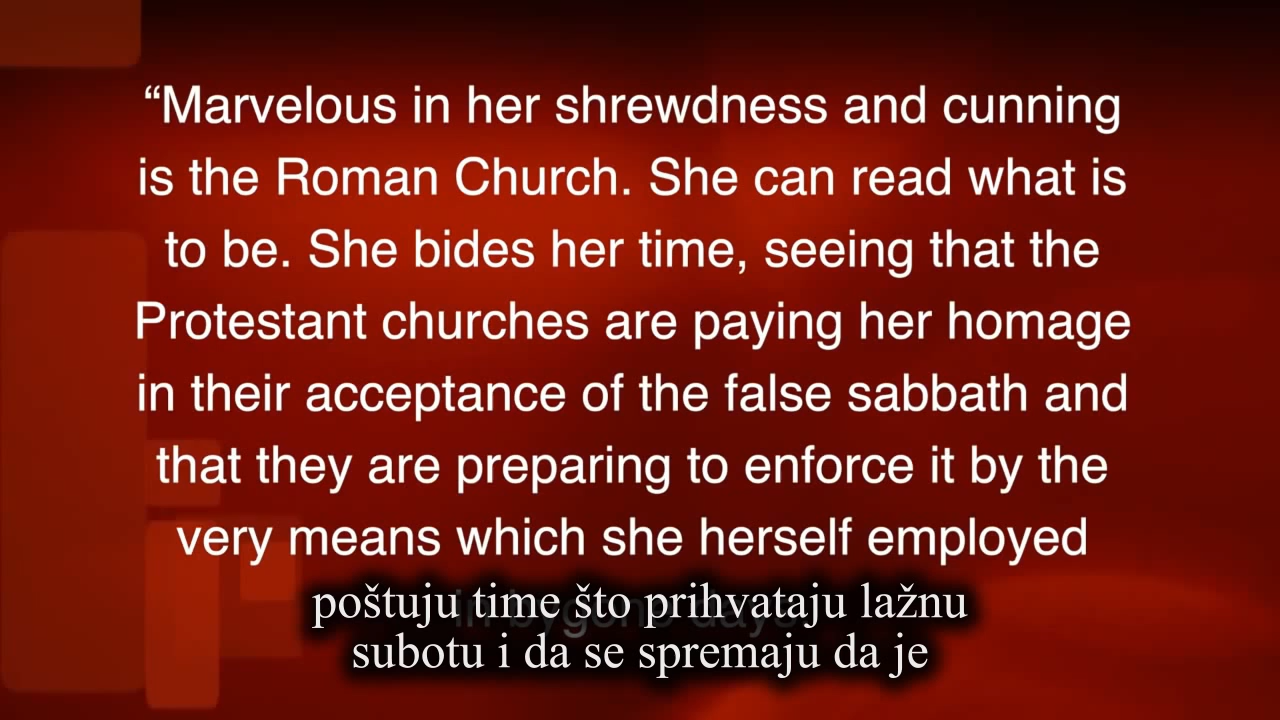 “Marvelous in her shrewdness and cunning
is the Roman Church. She can read what is
to be. She bides her time, seeing that the
Protestant churches are paying her homage
in their acceptance of the false sabbath and
that they are preparing to enforce it by the
very means which she herself employed
in bygone days
poštuju time što prihvataju lažnu
subotu i da se spremaju da je